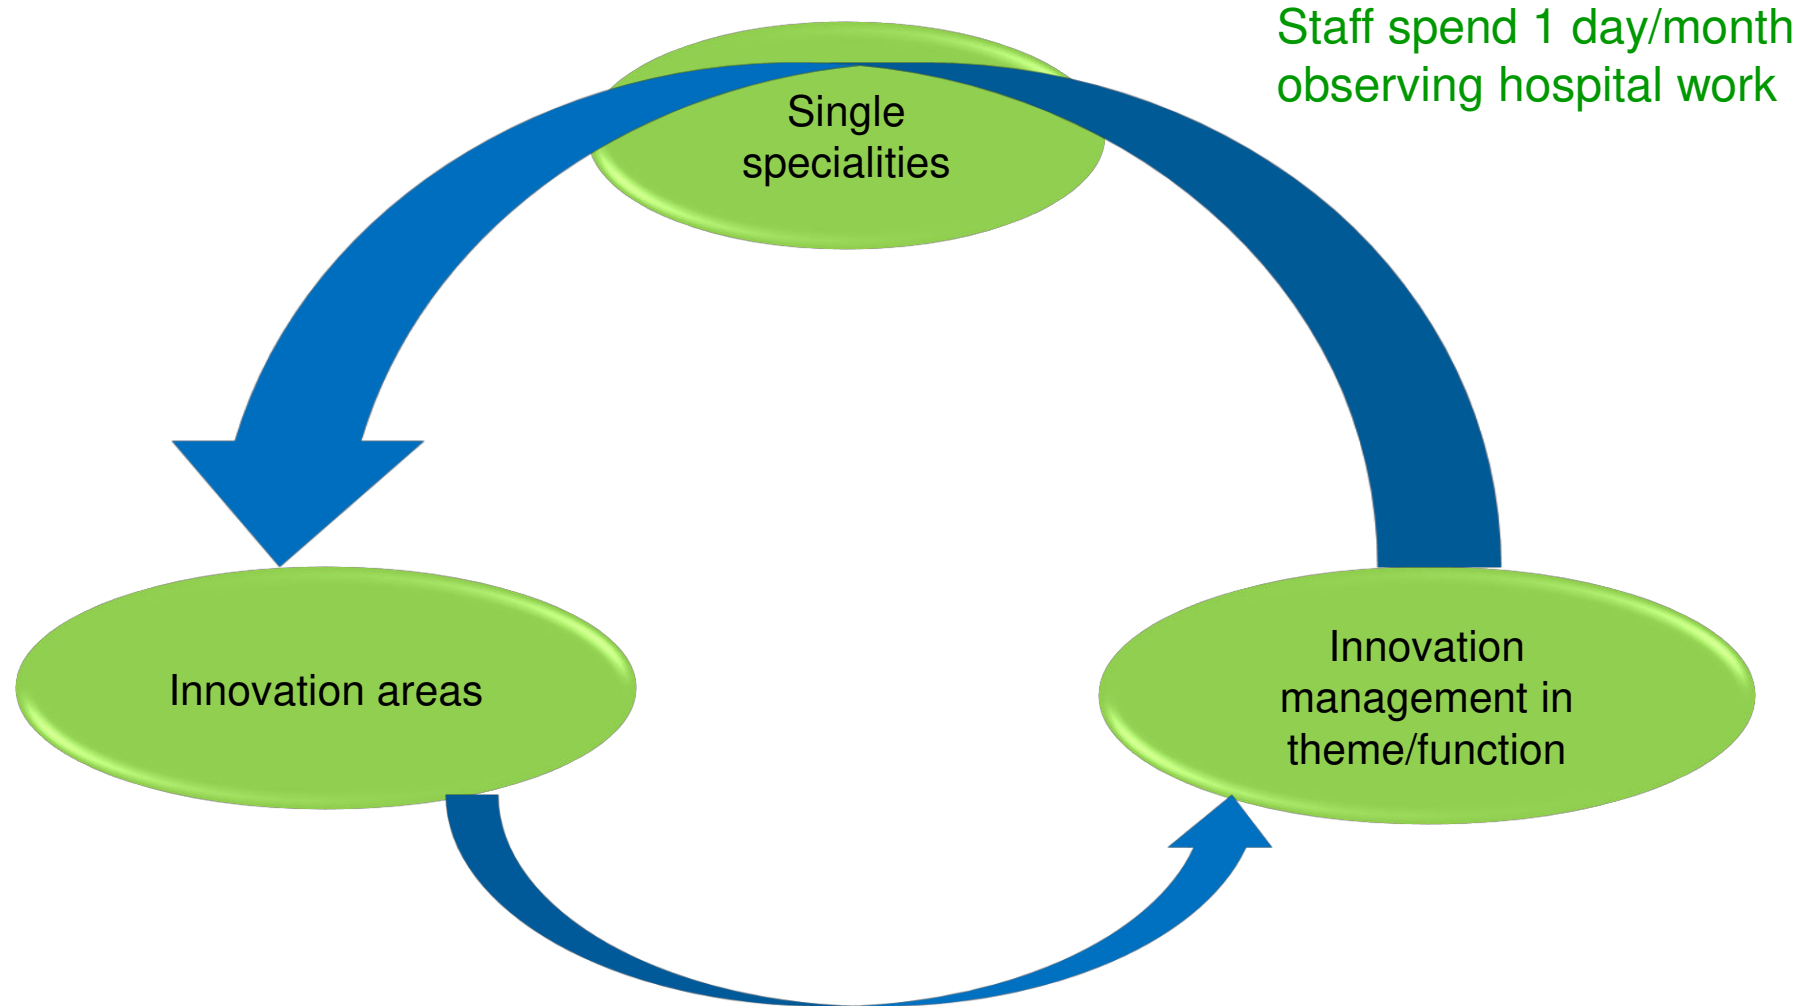 Staff spend 1 day/month
observing hospital work
Single
specialities
Innovation areas
Innovation
management in
theme/function